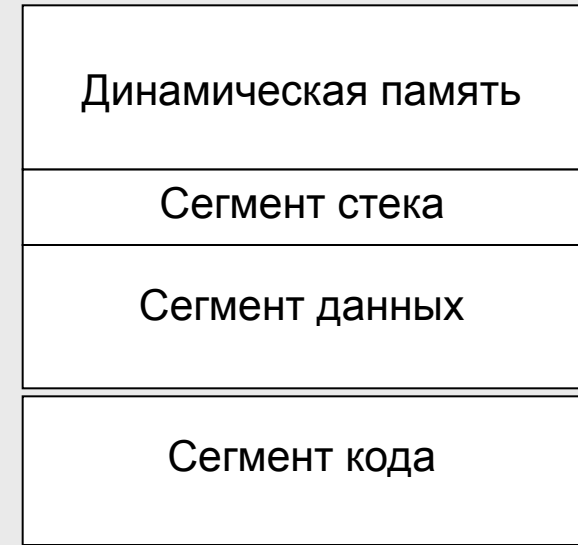 Динамическая память
Сегмент стека
Сегмент данных
Сегмент кода